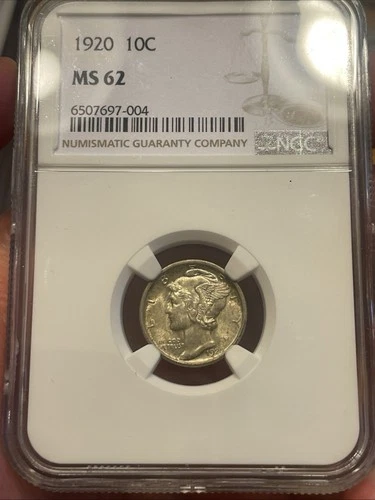 1920 10C
MS 62
6507697-004
NUMISMATIC GUARANTY COMPANY
NGC